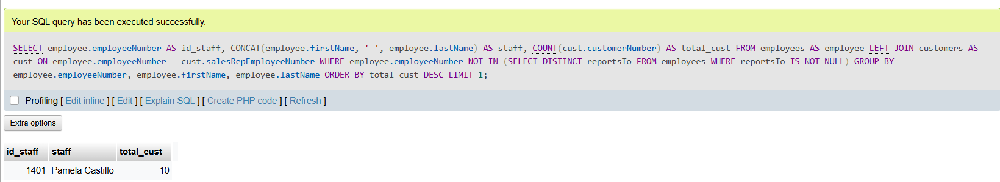 Your SQL query has been executed successfully.
SELECT employee.employeeNumber AS id_staff, CONCAT(employee.firstName, ' ', employee.lastName) AS staff, COUNT(cust.customerNumber) AS total_cust FROM employees AS employee LEFT JOIN customers AS
cust ON employee.employeeNumber = cust.salesRepEmployeeNumber WHERE employee.employeeNumber NOT IN (SELECT DISTINCT reportsTo FROM employees WHERE reportsTo IS NOT NULL) GROUP BY
employee.employeeNumber, employee.firstName, employee.lastName ORDER BY total_cust DESC LIMIT 1;
Profiling [ Edit inline ] [ Edit ] [ Explain SQL ] [ Create PHP code ] [ Refresh ]
Extra options
id_staff staff total_cust
1401 Pamela Castillo 10